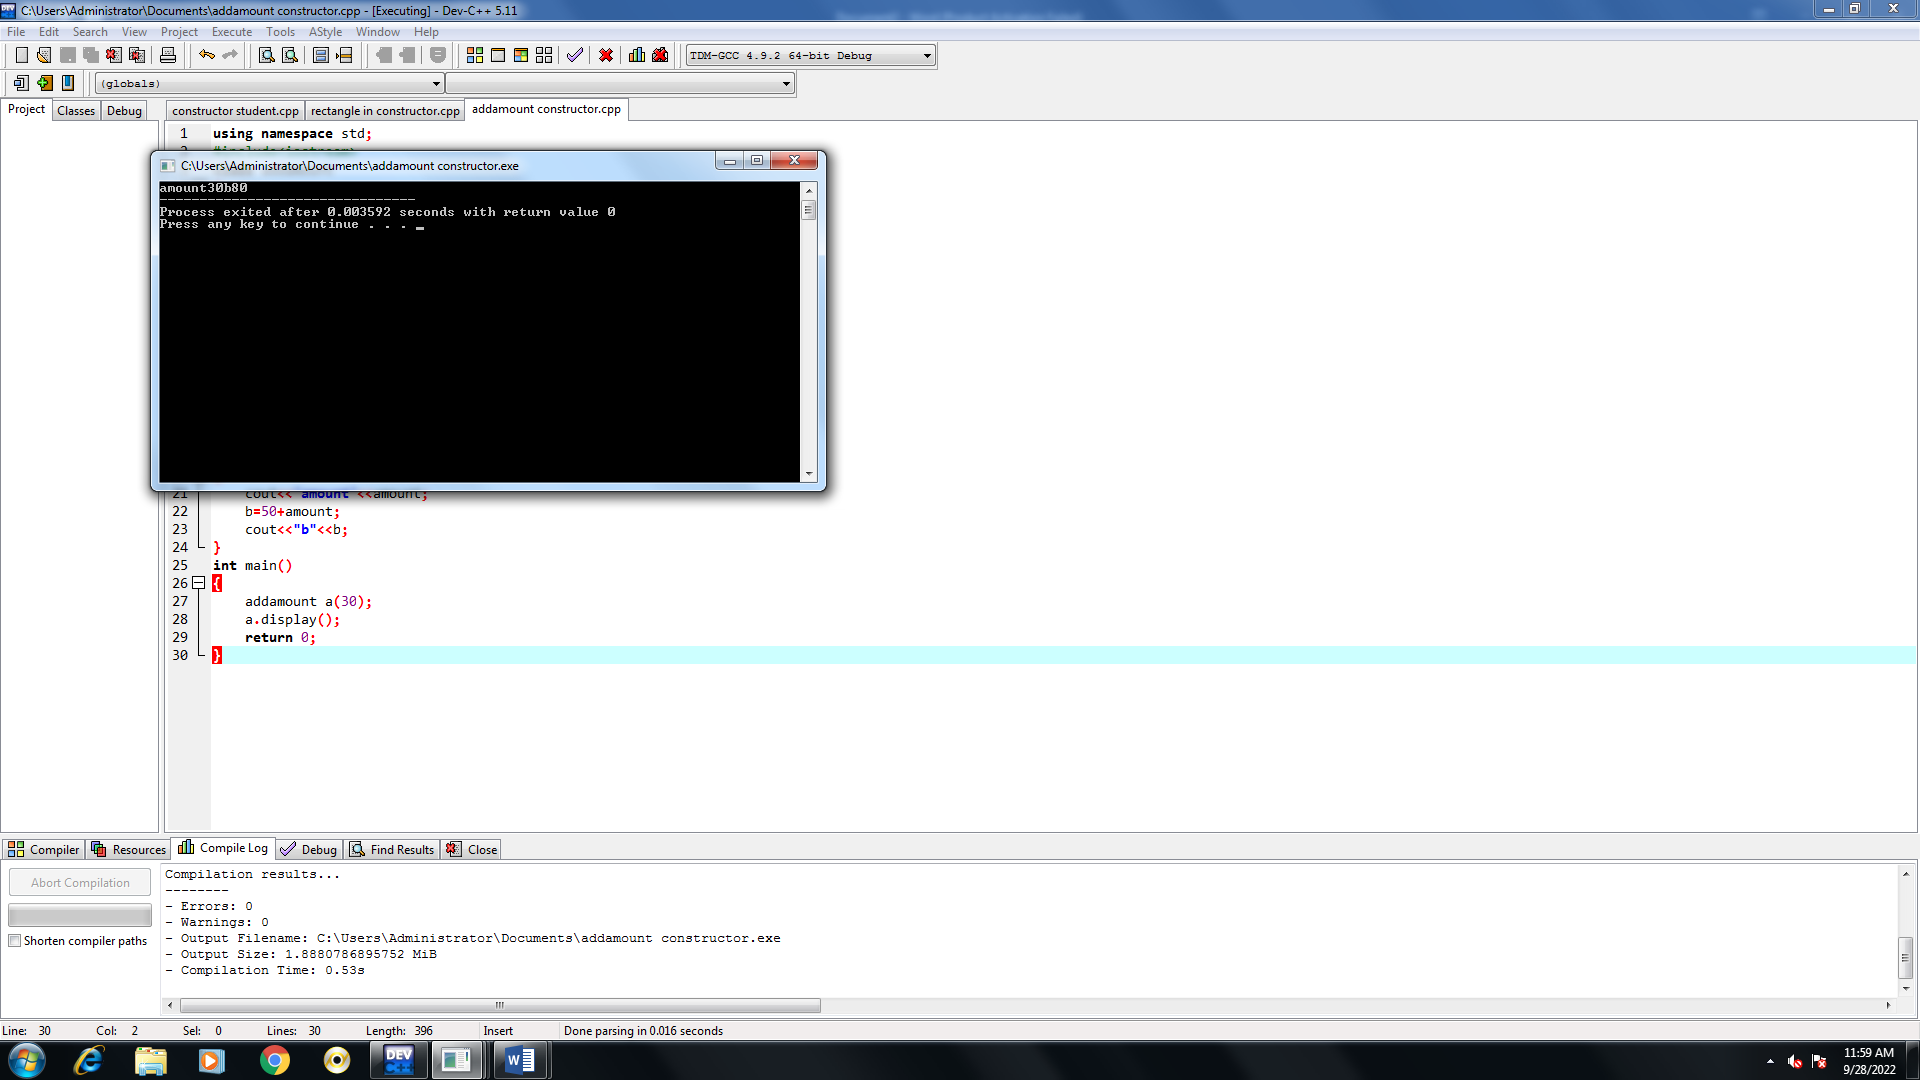 C:\Users\Administrator\Documents\addamount constructor.cpp - [Executing] - Dev-C++ 5.11
File Edit Search View Project Execute Tools AStyle Window Help
TDM-GCC 4.9.2 64-bit Debug
(globals)
Project Classes Debug
constructor student.cpp rectangle in constructor.cpp addamount constructor.cpp
1 using namespace std;
C:\Users\Administrator\Documents\addamount constructor.exe
amount30b80
--------------------------------
Process exited after 0.003592 seconds with return value 0
Press any key to continue . . . _
21 cout<<"amount"<<amount;
22 b=50+amount;
23 cout<<"b"<<b;
24 }
25 int main()
26 {
27 addamount a(30);
28 a.display();
29 return 0;
30 }
Compiler Resources Compile Log Debug Find Results Close
Abort Compilation
Shorten compiler paths
Compilation results...
--------
- Errors: 0
- Warnings: 0
- Output Filename: C:\Users\Administrator\Documents\addamount constructor.exe
- Output Size: 1.8880786895752 MiB
- Compilation Time: 0.53s
Line: 30 Col: 2 Sel: 0 Lines: 30 Length: 396 Insert Done parsing in 0.016 seconds
DEV C++
11:59 AM
9/28/2022